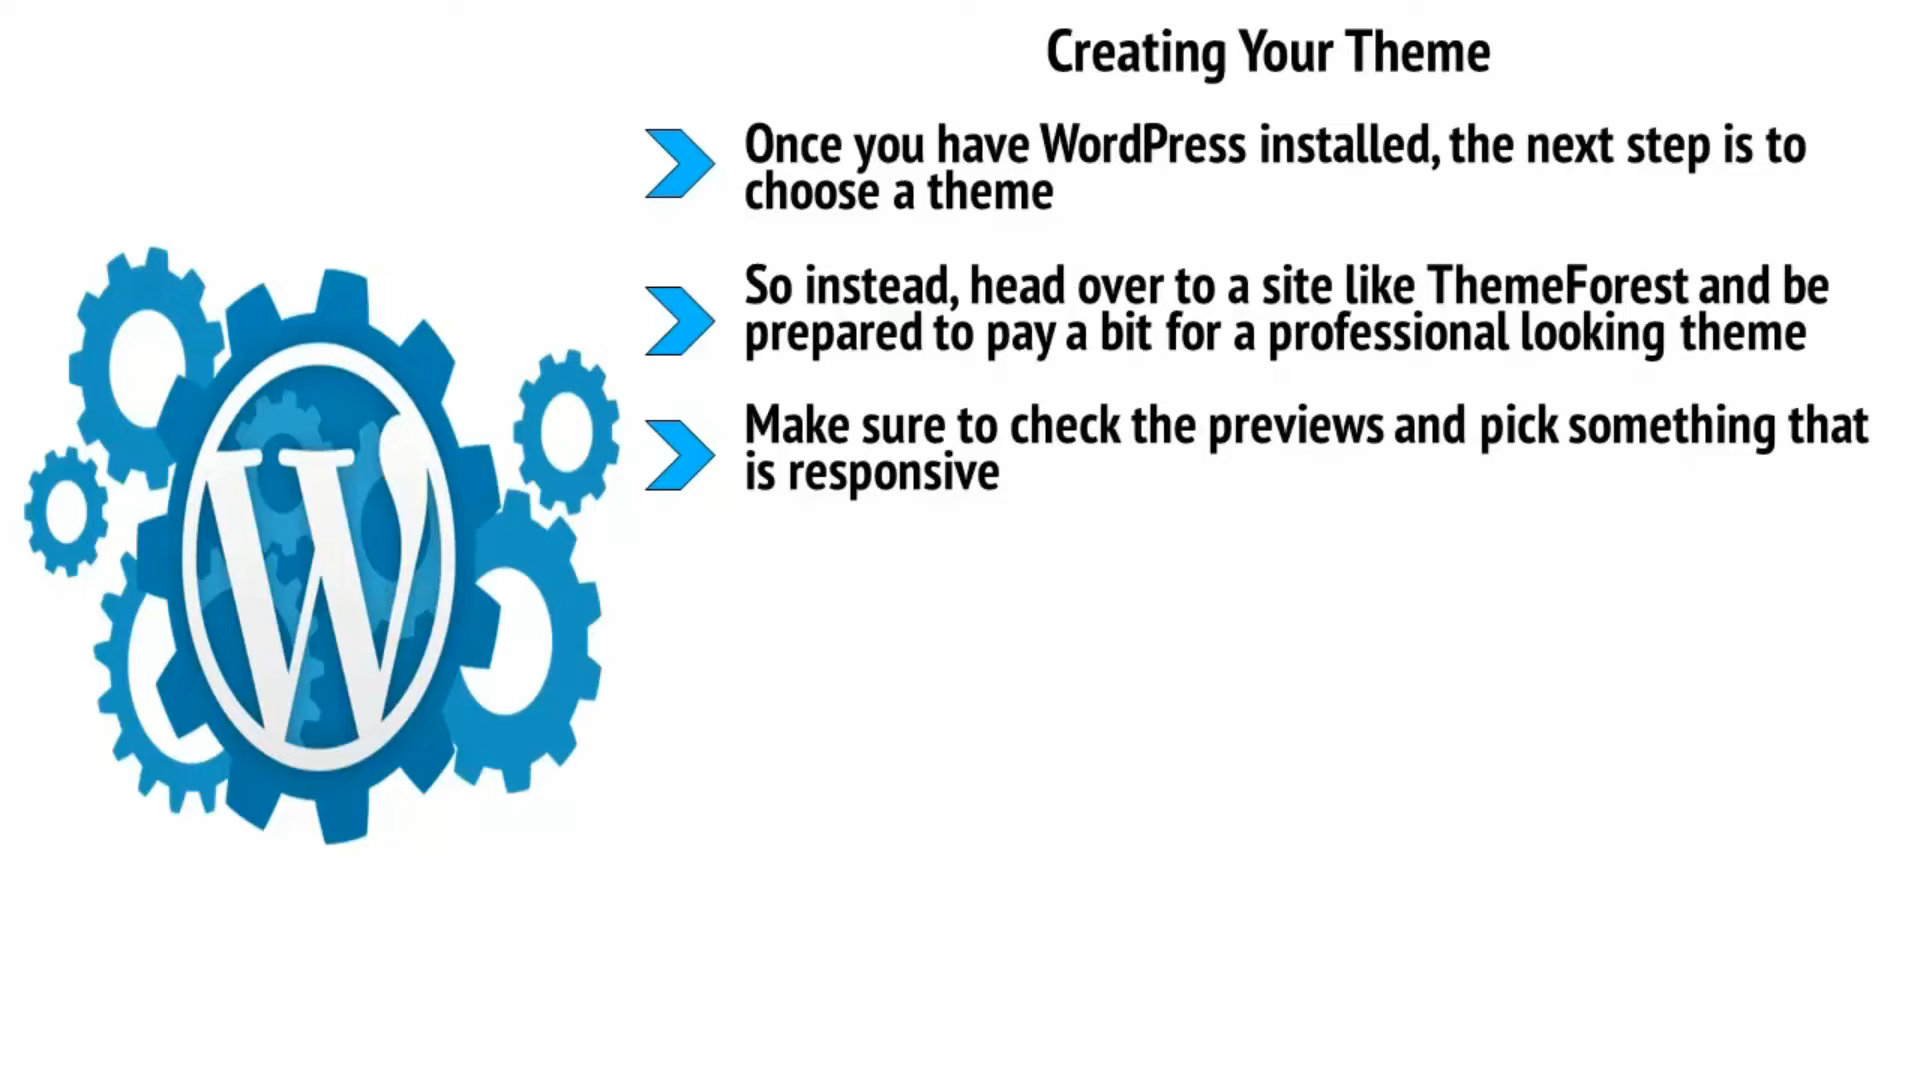 Creating Your Theme
Once you have WordPress installed, the next step is to
choose a theme
So instead, head over to a site like ThemeForest and be
prepared to pay a bit for a professional looking theme
Make sure to check the previews and pick something that
is responsive
W